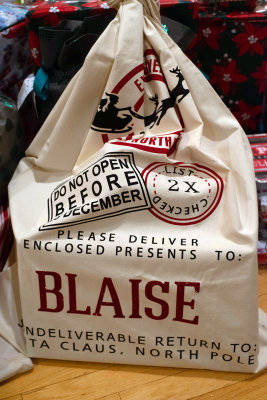 NORTH
DO NOT OPEN
BEFORE
DECEMBER
LIST
2X
CHECKED
PLEASE DELIVER
ENCLOSED PRESENTS TO:
BLAISE
UNDELIVERABLE RETURN TO:
CLAUS, NORTH POLE